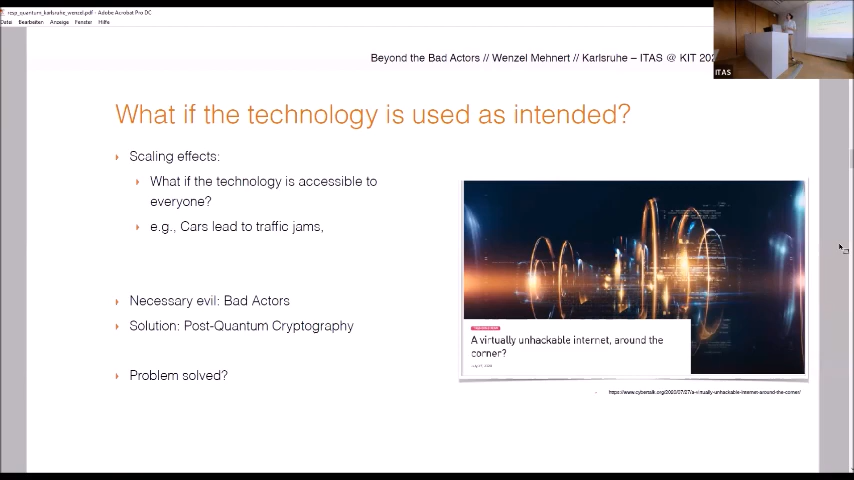 resp_quantum_karlsruhe_wenzel.pdf - Adobe Acrobat Pro DC
Datei Bearbeiten Anzeige Fenster Hilfe
Beyond the Bad Actors // Wenzel Mehnert // Karlsruhe – ITAS @ KIT 202
ITAS
What if the technology is used as intended?
Scaling effects:
What if the technology is accessible to
everyone?
e.g., Cars lead to traffic jams,
Necessary evil: Bad Actors
Solution: Post-Quantum Cryptography
Problem solved?
A virtually unhackable internet, around the
corner?
https://www.cybertalk.org/2020/07/27/a-virtually-unhackable-internet-around-the-corner/